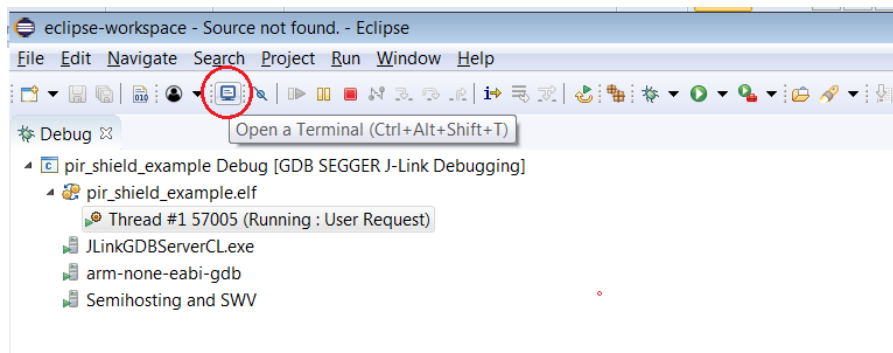 eclipse-workspace - Source not found. - Eclipse
File Edit Navigate Search Project Run Window Help
010
Debug
Open a Terminal (Ctrl+Alt+Shift+T)
pir_shield_example Debug [GDB SEGGER J-Link Debugging]
pir_shield_example.elf
Thread #1 57005 (Running : User Request)
JLinkGDBServerCL.exe
arm-none-eabi-gdb
Semihosting and SWV